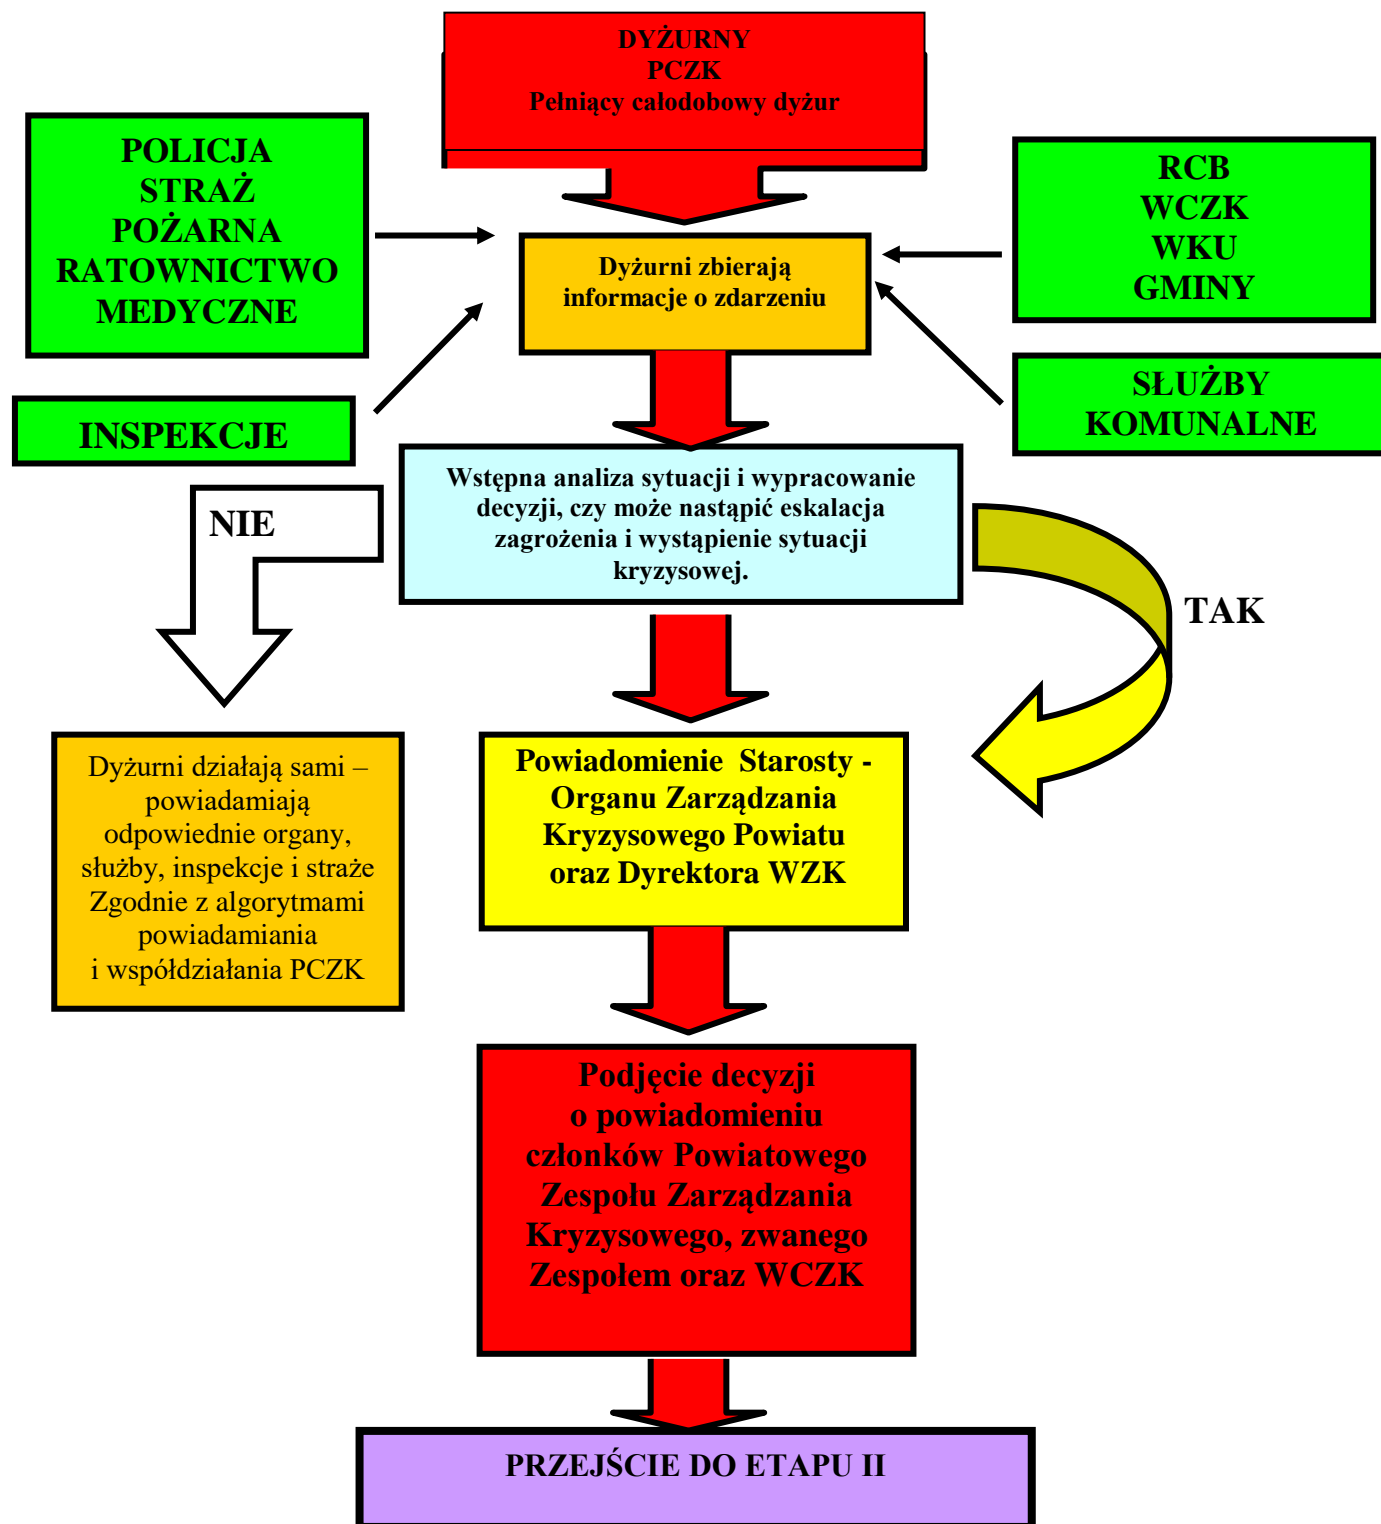 DYŻURNY
PCZK
Pełniący całodobowy dyżur
POLICJA
STRAŻ
POŻARNA
RATOWNICTWO
MEDYCZNE
RCB
WCZK
WKU
GMINY
Dyżurni zbierają
informacje o zdarzeniu
INSPEKCJE
SŁUŻBY
KOMUNALNE
Wstępna analiza sytuacji i wypracowanie
decyzji, czy może nastąpić eskalacja
zagrożenia i wystąpienie sytuacji
kryzysowej.
NIE
TAK
Dyżurni działają sami –
powiadamiają
odpowiednie organy,
służby, inspekcje i straże
Zgodnie z algorytmami
powiadamiania
i współdziałania PCZK
Powiadomienie Starosty -
Organu Zarządzania
Kryzysowego Powiatu
oraz Dyrektora WZK
Podjęcie decyzji
o powiadomieniu
członków Powiatowego
Zespołu Zarządzania
Kryzysowego, zwanego
Zespołem oraz WCZK
PRZEJŚCIE DO ETAPU II